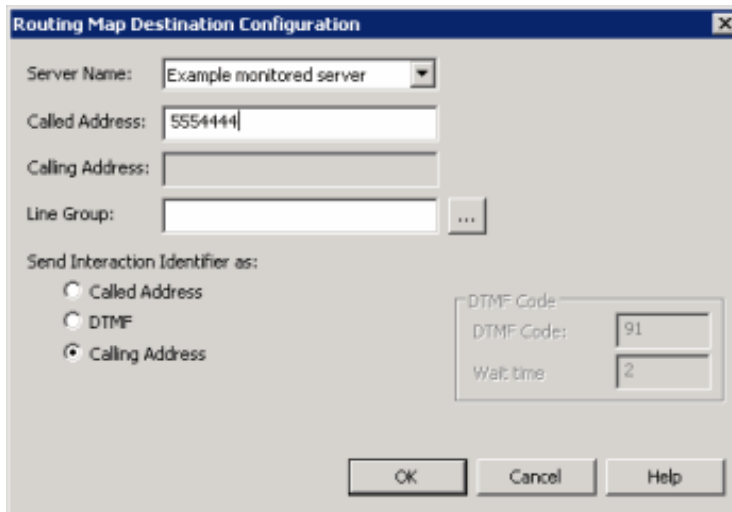 Routing Map Destination Configuration
Server Name: Example monitored server
Called Address: 5554444
Calling Address:
Line Group: ...
Send Interaction Identifier as:
Called Address
DTMF
Calling Address
DTMF Code
DTMF Code: 91
Wait time 2
OK Cancel Help